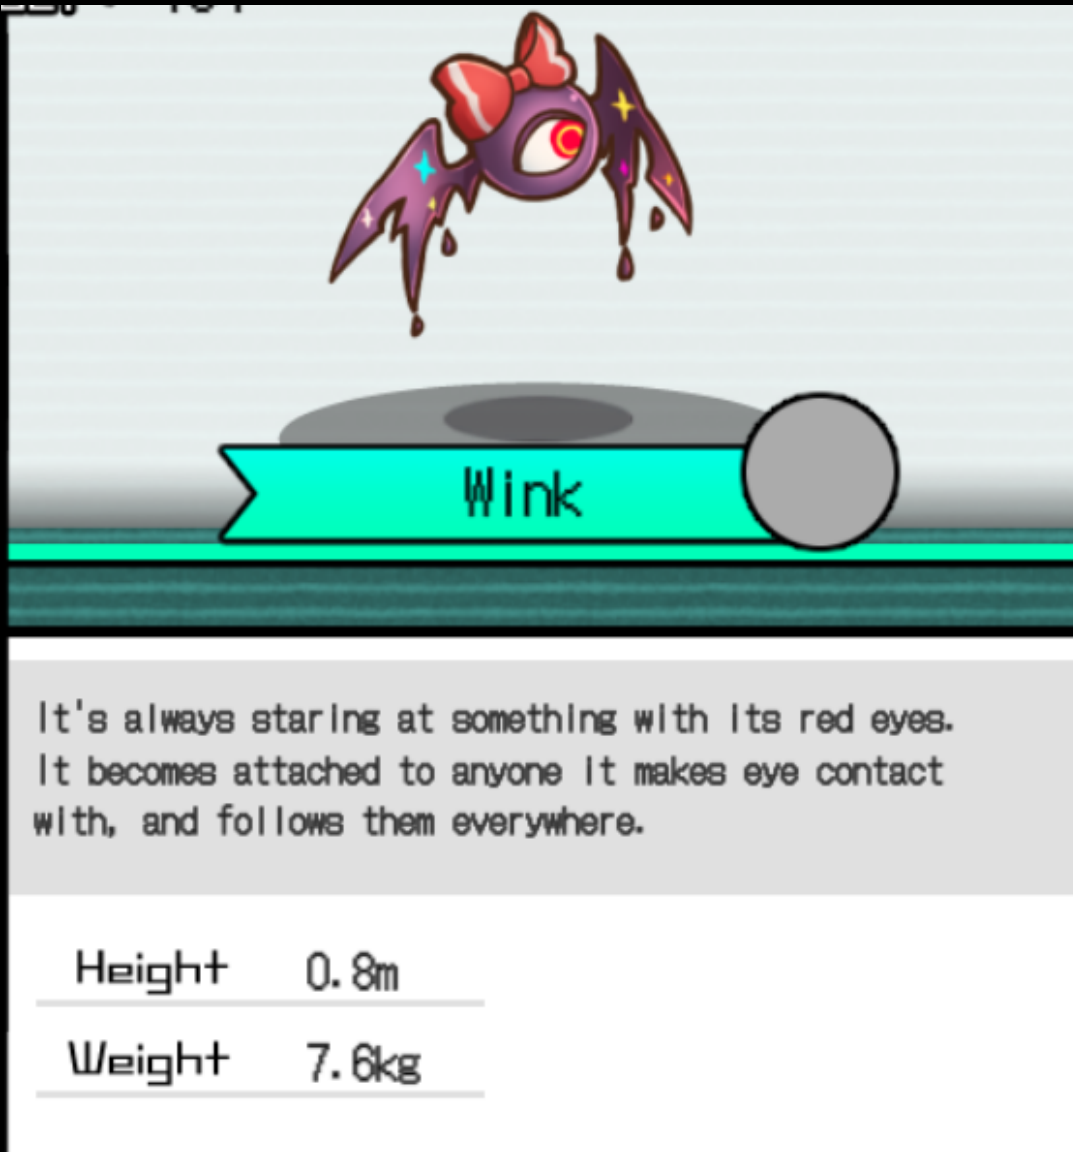 Wink
It's always staring at something with its red eyes.
It becomes attached to anyone it makes eye contact
with, and follows them everywhere.
Height 0.8m
Weight 7.6kg